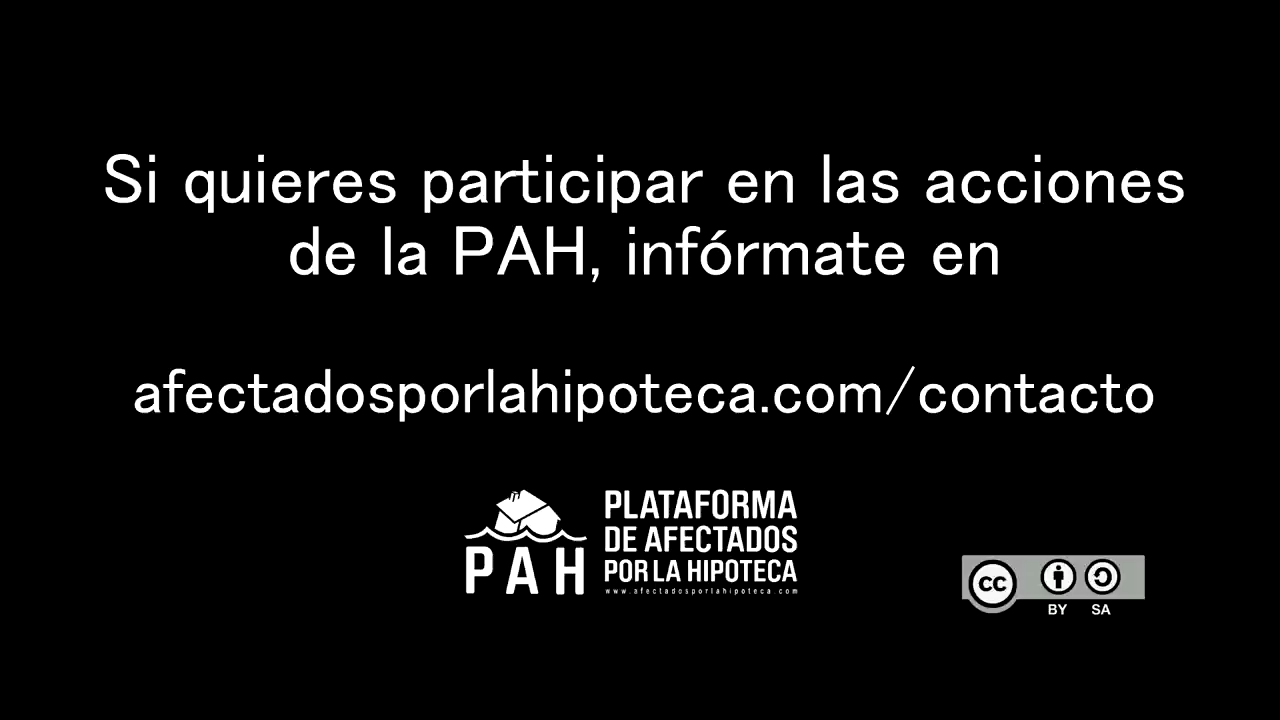 Si quieres participar en las acciones
de la PAH, infórmate en
afectadosporlahipoteca.com/contacto
PAH
PLATAFORMA
DE AFECTADOS
POR LA HIPOTECA
www.afectadosporlahipoteca.com
cc
BY SA